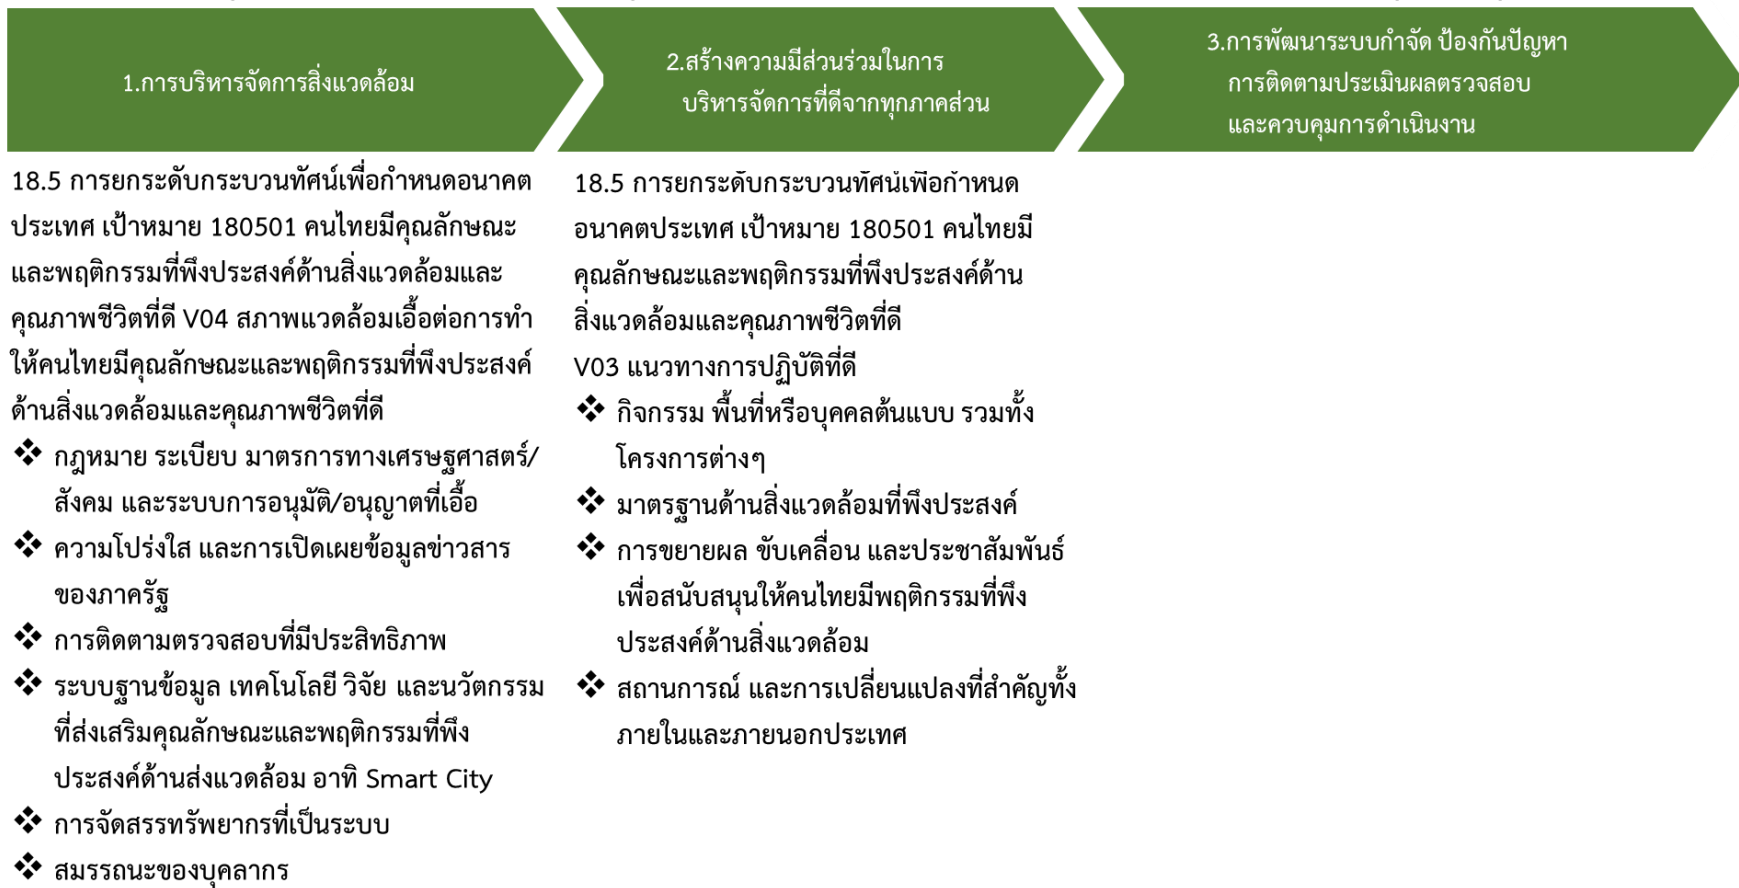 1.การบริหารจัดการสิ่งแวดล้อม
2.สร้างความมีส่วนร่วมในการ
บริหารจัดการที่ดีจากทุกภาคส่วน
3.การพัฒนาระบบกำจัด ป้องกันปัญหา
การติดตามประเมินผลตรวจสอบ
และควบคุมการดำเนินงาน
18.5 การยกระดับกระบวนทัศน์เพื่อกำหนดอนาคต
ประเทศ เป้าหมาย 180501 คนไทยมีคุณลักษณะ
และพฤติกรรมที่พึงประสงค์ด้านสิ่งแวดล้อมและ
คุณภาพชีวิตที่ดี V04 สภาพแวดล้อมเอื้อต่อการทำ
ให้คนไทยมีคุณลักษณะและพฤติกรรมที่พึงประสงค์
ด้านสิ่งแวดล้อมและคุณภาพชีวิตที่ดี
❖ กฎหมาย ระเบียบ มาตรการทางเศรษฐศาสตร์/
สังคม และระบบการอนุมัติ/อนุญาตที่เอื้อ
❖ ความโปร่งใส และการเปิดเผยข้อมูลข่าวสาร
ของภาครัฐ
❖ การติดตามตรวจสอบที่มีประสิทธิภาพ
❖ ระบบฐานข้อมูล เทคโนโลยี วิจัย และนวัตกรรม
ที่ส่งเสริมคุณลักษณะและพฤติกรรมที่พึง
ประสงค์ด้านส่งแวดล้อม อาทิ Smart City
❖ การจัดสรรทรัพยากรที่เป็นระบบ
❖ สมรรถนะของบุคลากร
18.5 การยกระดับกระบวนทัศน์เพื่อกำหนด
อนาคตประเทศ เป้าหมาย 180501 คนไทยมี
คุณลักษณะและพฤติกรรมที่พึงประสงค์ด้าน
สิ่งแวดล้อมและคุณภาพชีวิตที่ดี
V03 แนวทางการปฏิบัติที่ดี
❖ กิจกรรม พื้นที่หรือบุคคลต้นแบบ รวมทั้ง
โครงการต่างๆ
❖ มาตรฐานด้านสิ่งแวดล้อมที่พึงประสงค์
❖ การขยายผล ขับเคลื่อน และประชาสัมพันธ์
เพื่อสนับสนุนให้คนไทยมีพฤติกรรมที่พึง
ประสงค์ด้านสิ่งแวดล้อม
❖ สถานการณ์ และการเปลี่ยนแปลงที่สำคัญทั้ง
ภายในและภายนอกประเทศ